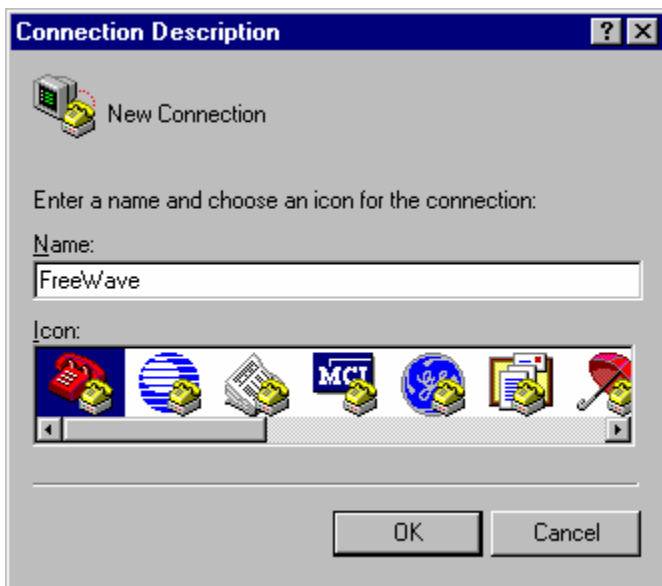 Connection Description
New Connection
Enter a name and choose an icon for the connection:
Name:
FreeWave
Icon:
MCI
OK Cancel